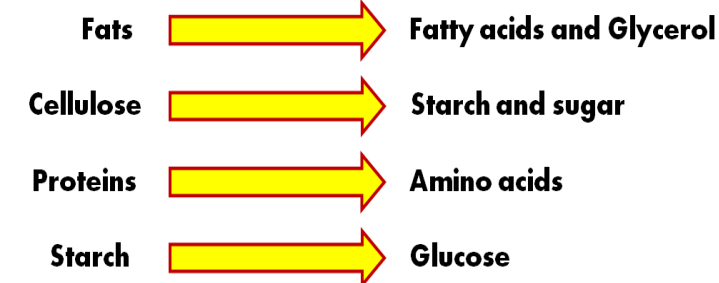 Fats Fatty acids and Glycerol
Cellulose Starch and sugar
Proteins Amino acids
Starch Glucose